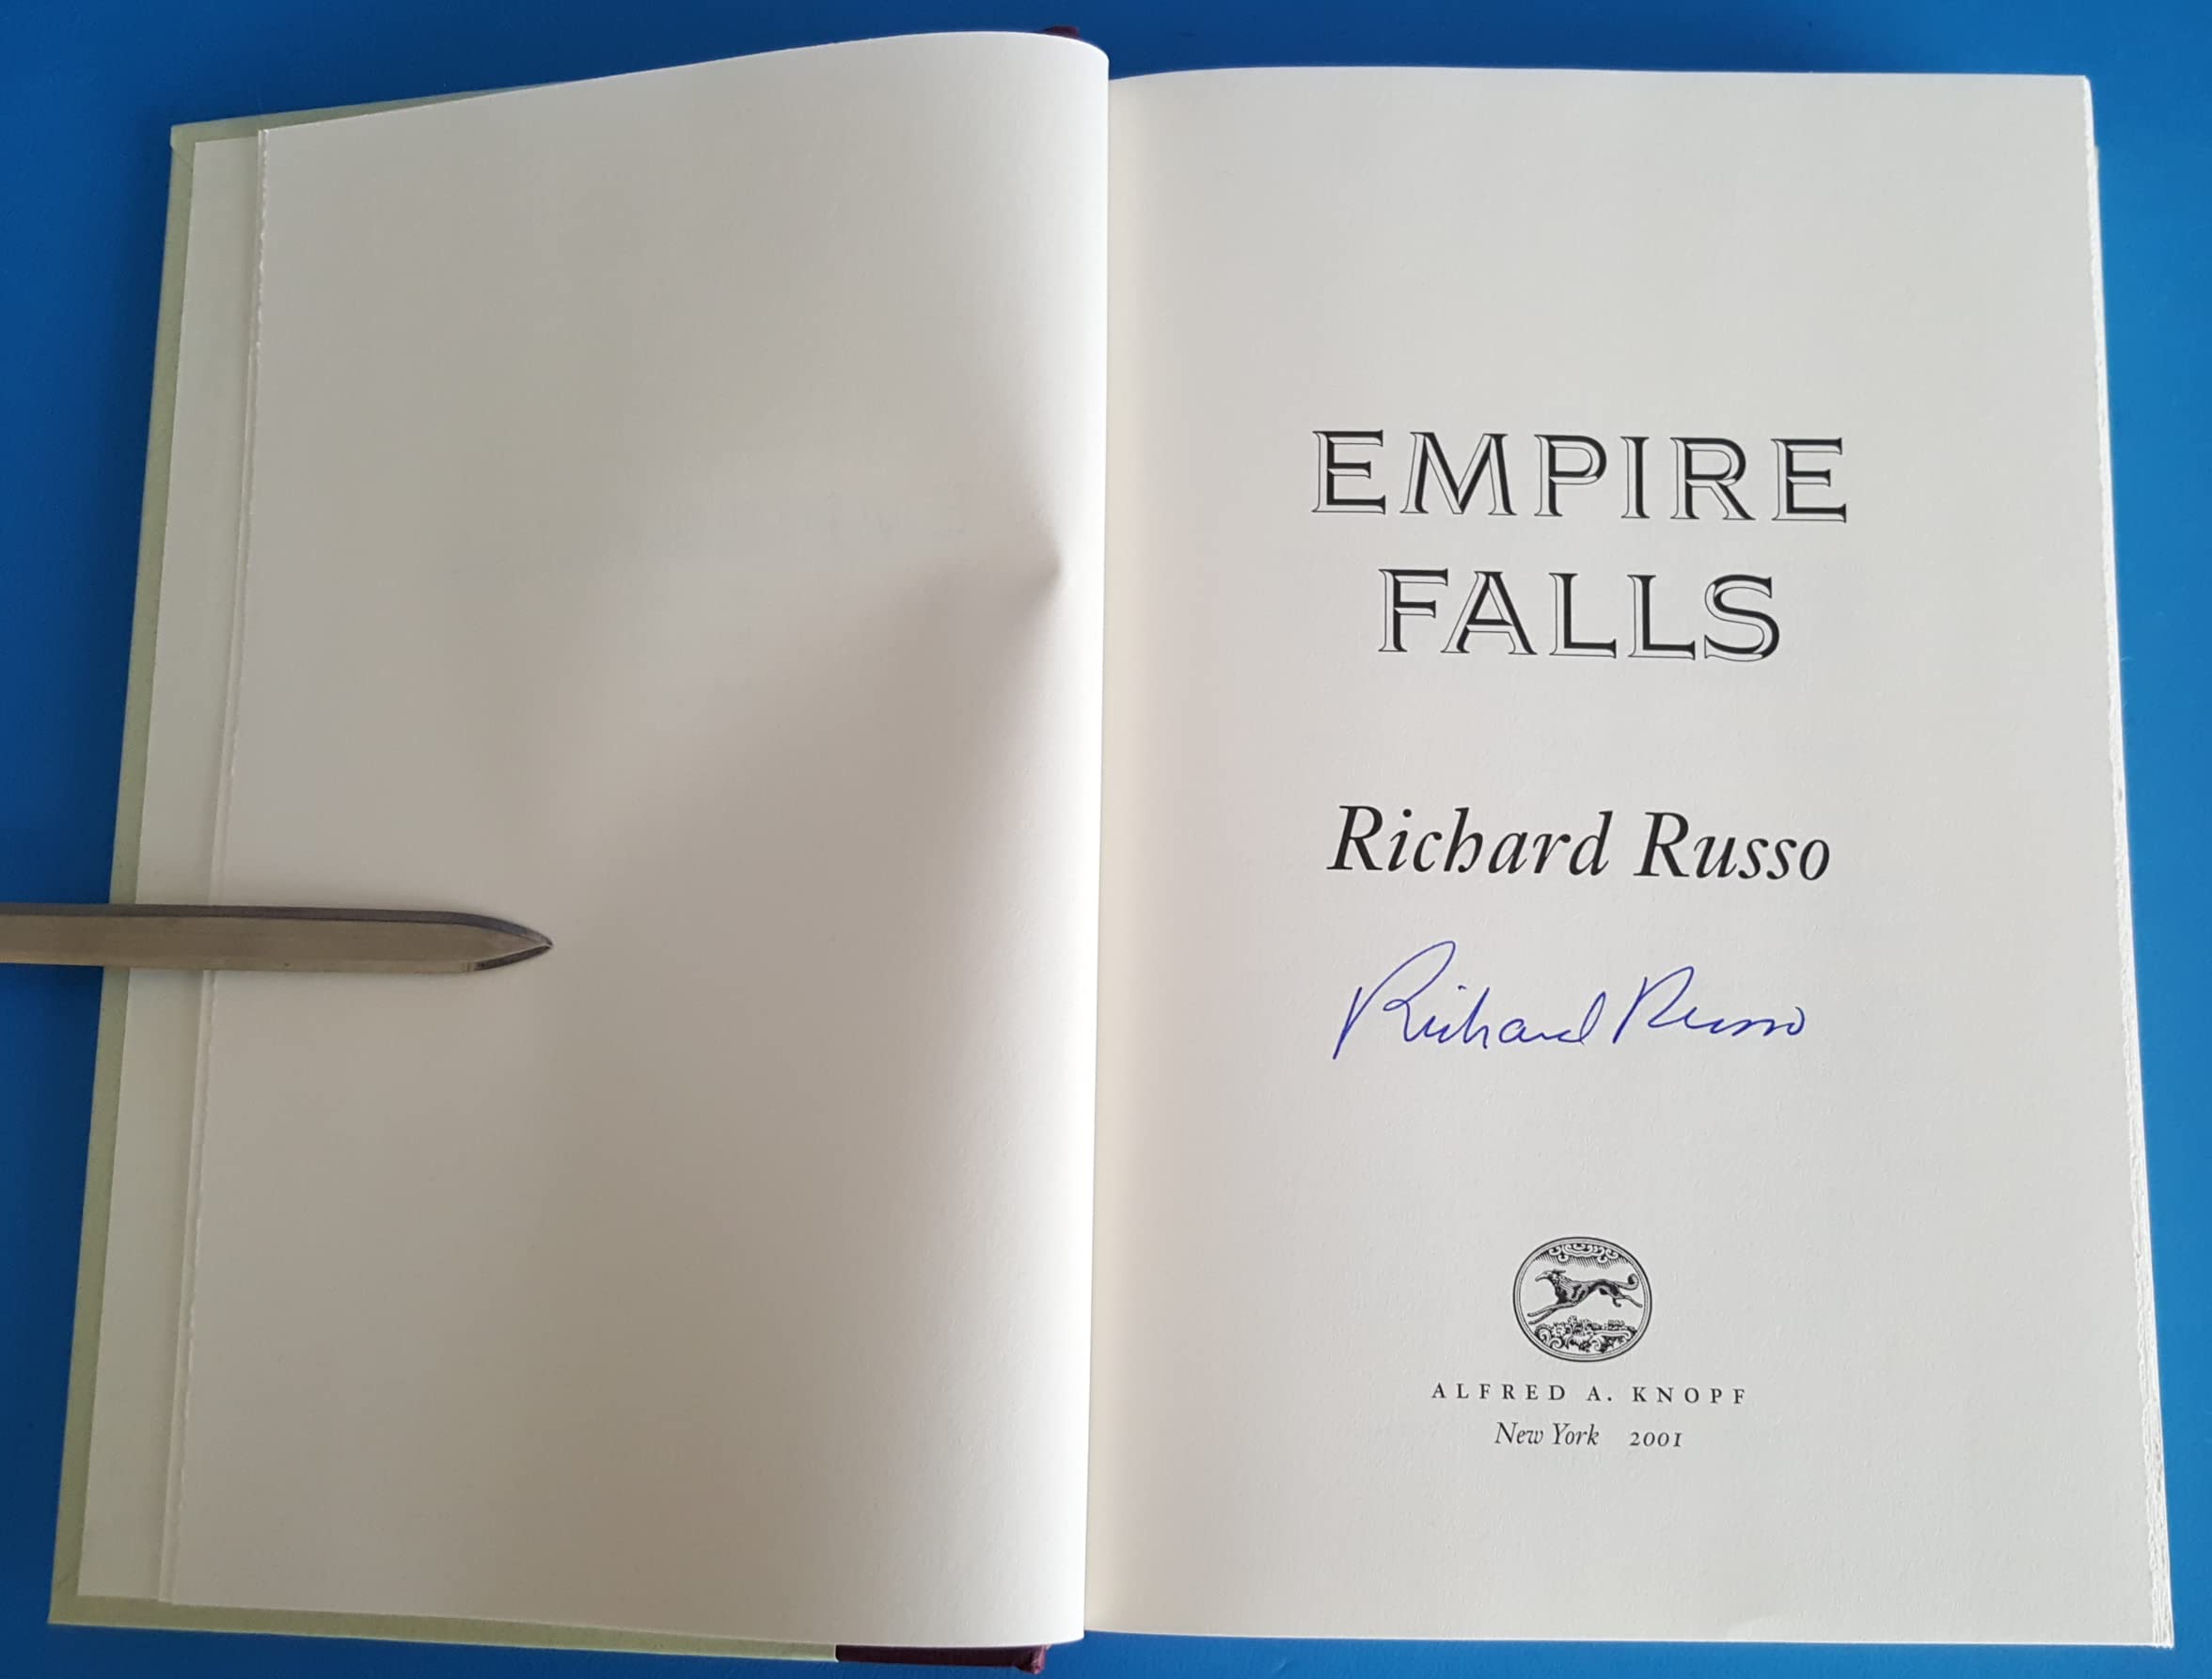 EMPIRE
FALLS
Richard Russo
Richard Russo
ALFRED A. KNOPF
New York 2001